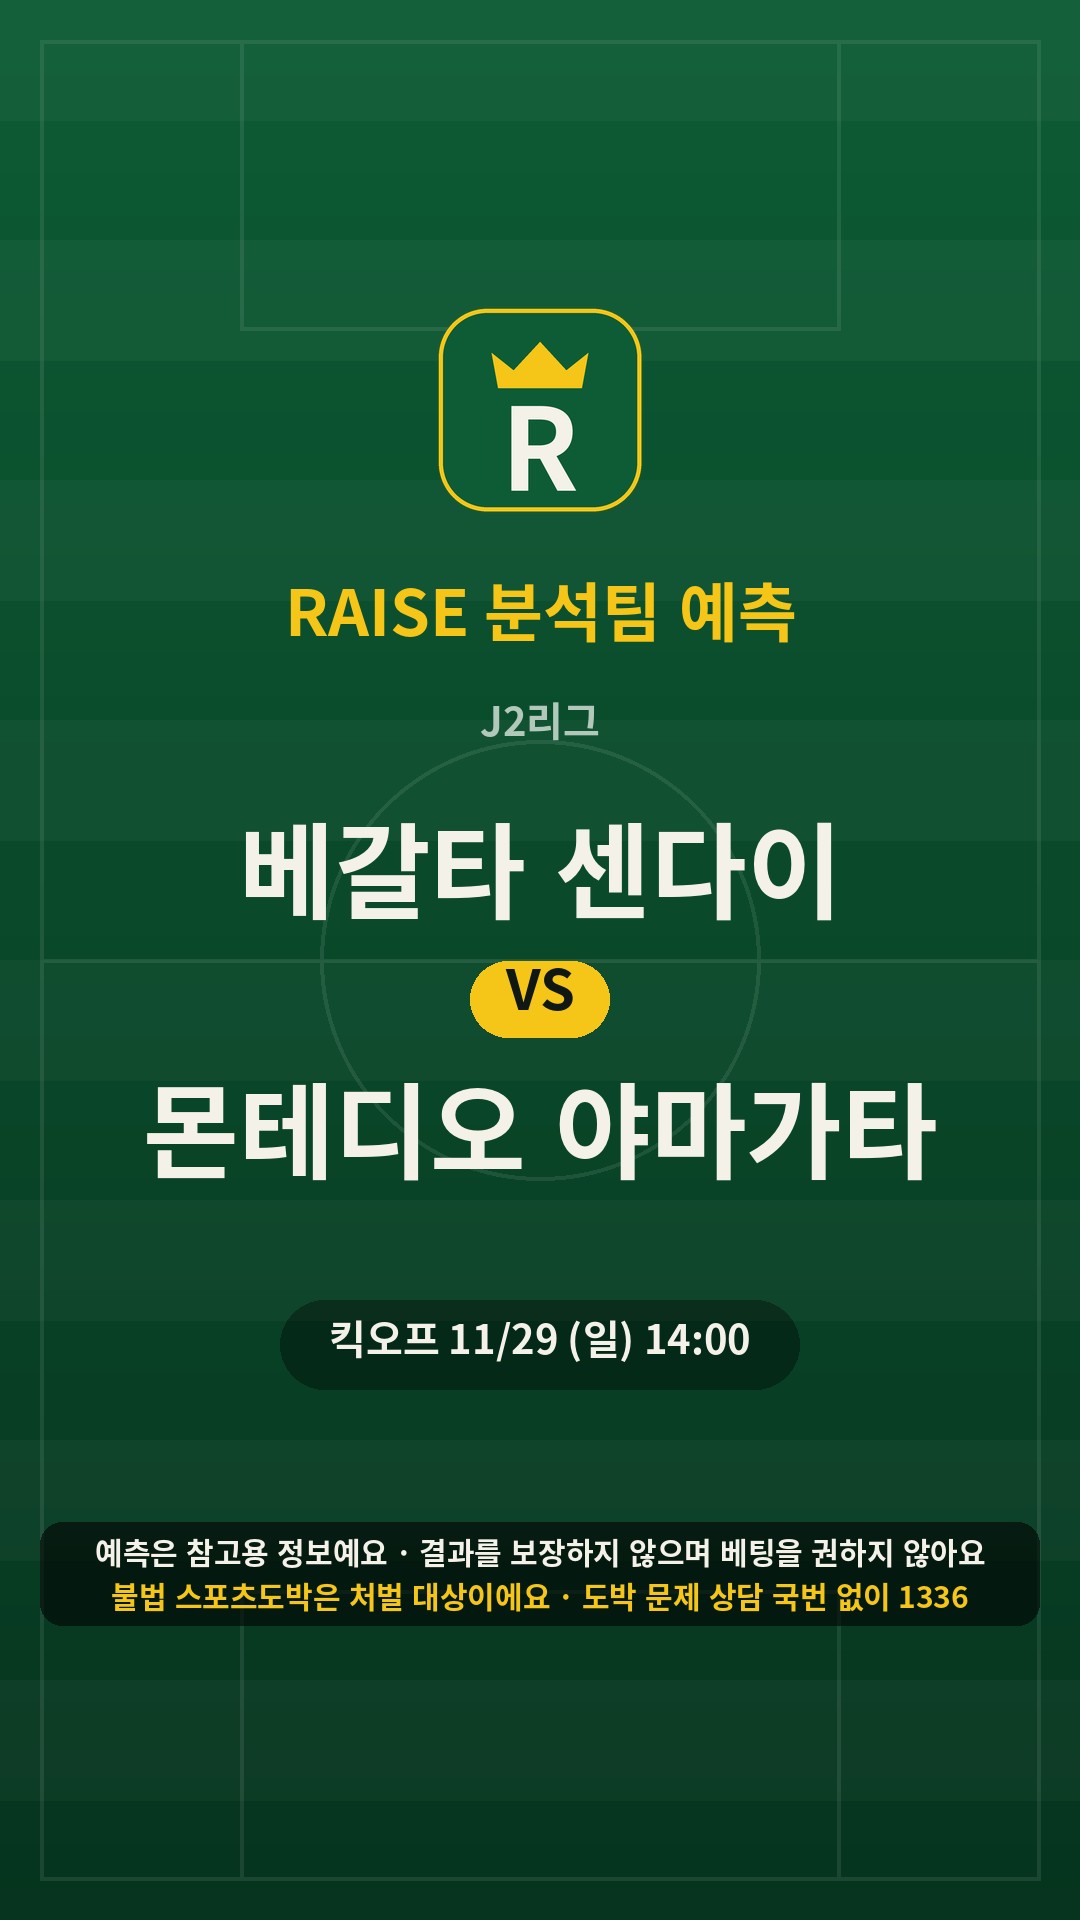 R
RAISE 분석팀 예측
J2리그
베갈타 센다이
VS
몬테디오 야마가타
킥오프 11/29 (일) 14:00
예측은 참고용 정보예요 · 결과를 보장하지 않으며 베팅을 권하지 않아요
불법 스포츠도박은 처벌 대상이에요 · 도박 문제 상담 국번 없이 1336